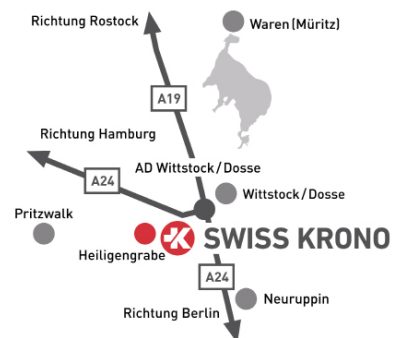 Richtung Rostock
Waren (Müritz)
A19
Richtung Hamburg
AD Wittstock/Dosse
A24
Wittstock/Dosse
Pritzwalk
SWISS KRONO
Heiligengrabe
A24
Neuruppin
Richtung Berlin